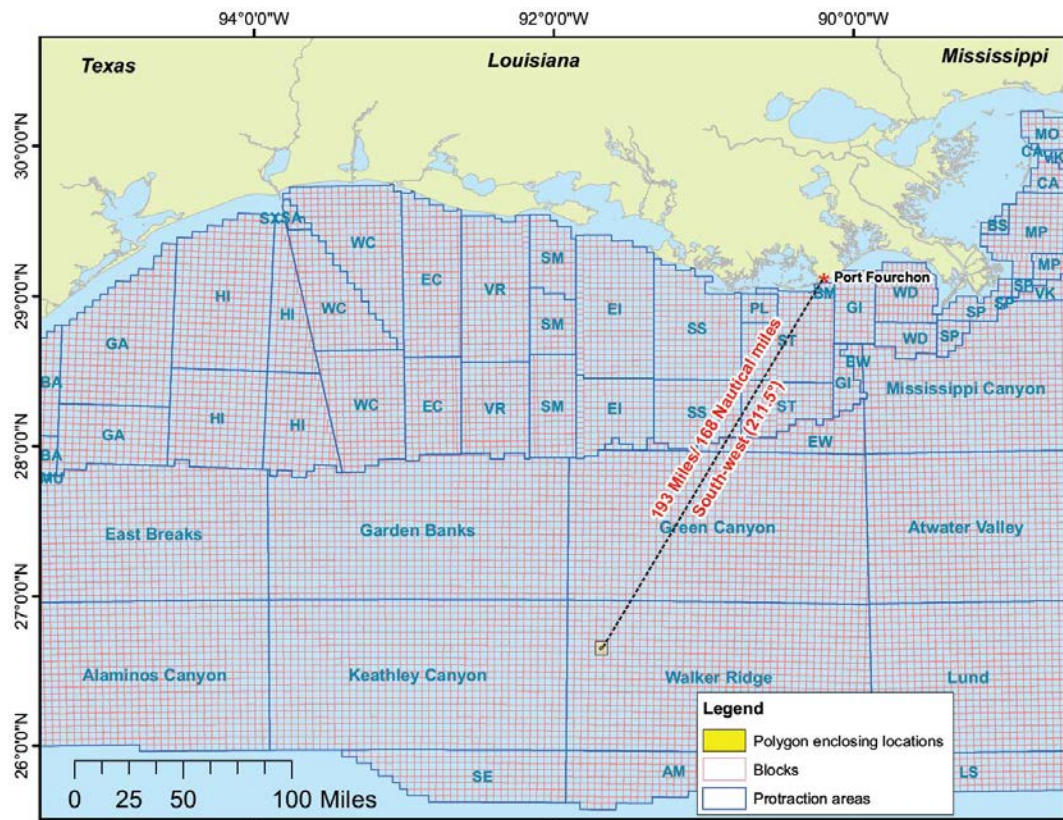 94°0'0"W 92°0'0"W 90°0'0"W
Texas Louisiana Mississippi
30°0'0"N
29°0'0"N
28°0'0"N
27°0'0"N
26°0'0"N
MO
CA
VK
CA
SX SA
BS
WC
MP
EC
SM
MP
HI
VR
EI
Port Fourchon
BM
SP
SP
VK
WC
PL
GI
WD
SP
HI
SM
SS
ST
WD
SP
GA
EW
BA
GI
Mississippi Canyon
HI
HI
WC
EC
VR
SM
EI
SS
ST
GA
EW
BA
MU
193 Miles/ 168 Nautical miles
South-west (211.5°)
East Breaks
Garden Banks
Green Canyon
Atwater Valley
Alaminos Canyon
Keathley Canyon
Walker Ridge
Lund
SE
AM
LS
Legend
Polygon enclosing locations
Blocks
Protraction areas
0 25 50 100 Miles